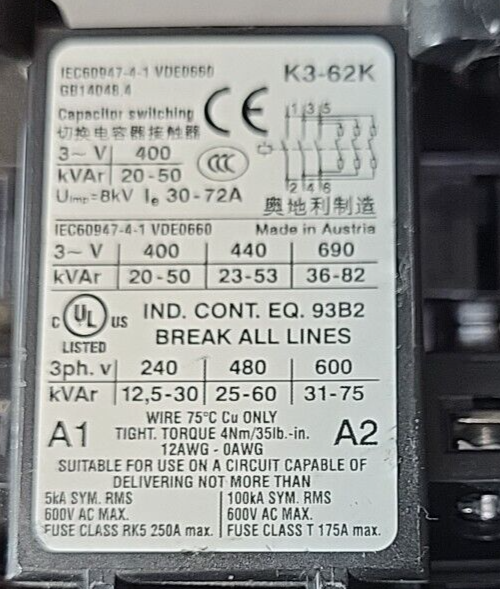 IEC60947-4-1 VDE0660 K3-62K
GB14048.4
Capacitor switching CE
切换电容器接触器
1 3 5
3~ V 400
kVAr 20-50 CCC
Uimp=8kV Ie 30-72A
2 4 6
奥地利制造
IEC60947-4-1 VDE0660 Made in Austria
3~ V 400 440 690
kVAr 20-50 23-53 36-82
C UL US IND. CONT. EQ. 93B2
LISTED BREAK ALL LINES
3ph. v 240 480 600
kVAr 12,5-30 25-60 31-75
WIRE 75°C Cu ONLY
A1 TIGHT. TORQUE 4Nm/35lb.-in. A2
12AWG - 0AWG
SUITABLE FOR USE ON A CIRCUIT CAPABLE OF
DELIVERING NOT MORE THAN
5kA SYM. RMS 100kA SYM. RMS
600V AC MAX. 600V AC MAX.
FUSE CLASS RK5 250A max. FUSE CLASS T 175A max.